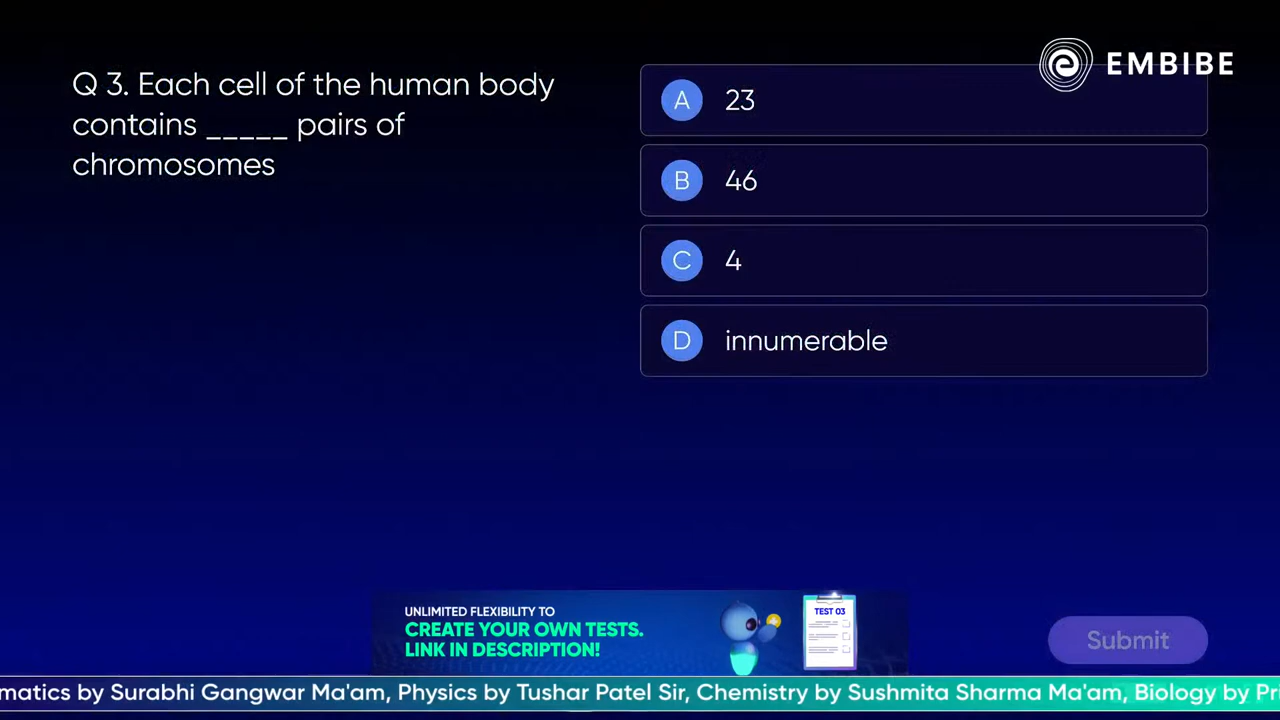 EMBIBE
Q 3. Each cell of the human body
contains _____ pairs of
chromosomes
A 23
B 46
C 4
D innumerable
UNLIMITED FLEXIBILITY TO
CREATE YOUR OWN TESTS.
LINK IN DESCRIPTION!
TEST 03
Submit
matics by Surabhi Gangwar Ma'am, Physics by Tushar Patel Sir, Chemistry by Sushmita Sharma Ma'am, Biology by Pri